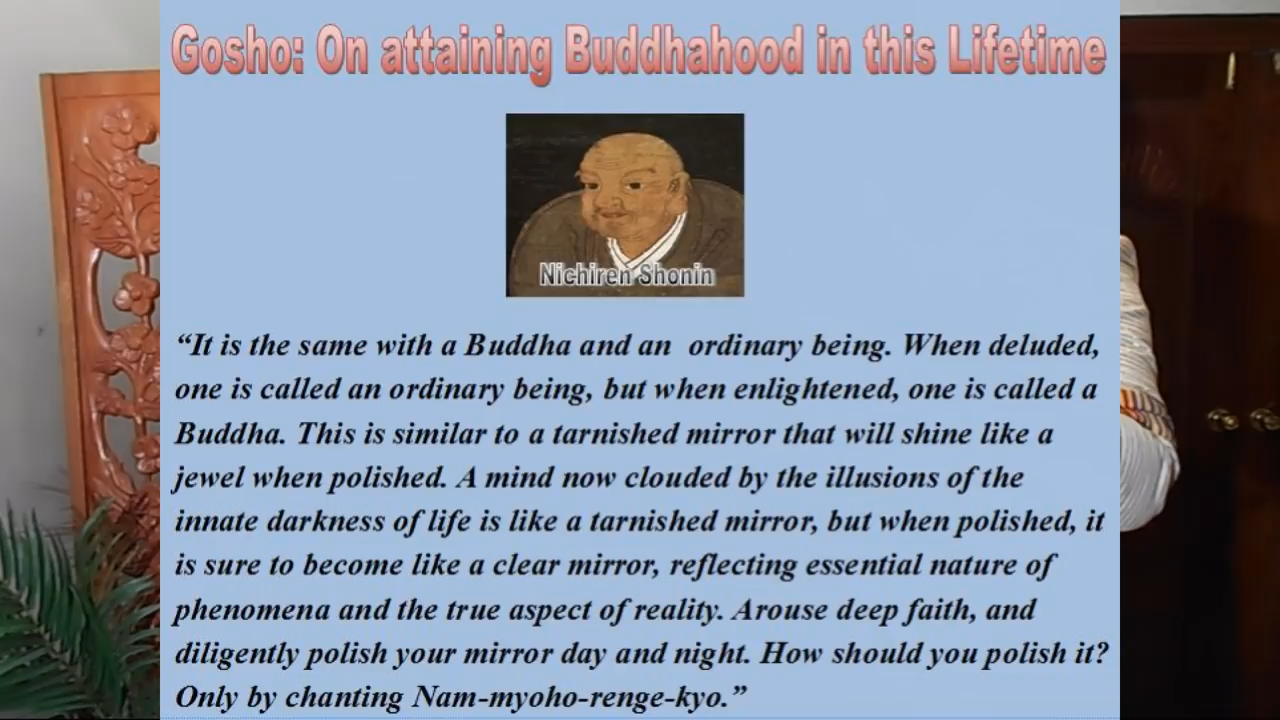 Gosho: On attaining Buddhahood in this Lifetime
Nichiren Shonin
“It is the same with a Buddha and an ordinary being. When deluded,
one is called an ordinary being, but when enlightened, one is called a
Buddha. This is similar to a tarnished mirror that will shine like a
jewel when polished. A mind now clouded by the illusions of the
innate darkness of life is like a tarnished mirror, but when polished, it
is sure to become like a clear mirror, reflecting essential nature of
phenomena and the true aspect of reality. Arouse deep faith, and
diligently polish your mirror day and night. How should you polish it?
Only by chanting Nam-myoho-renge-kyo.”